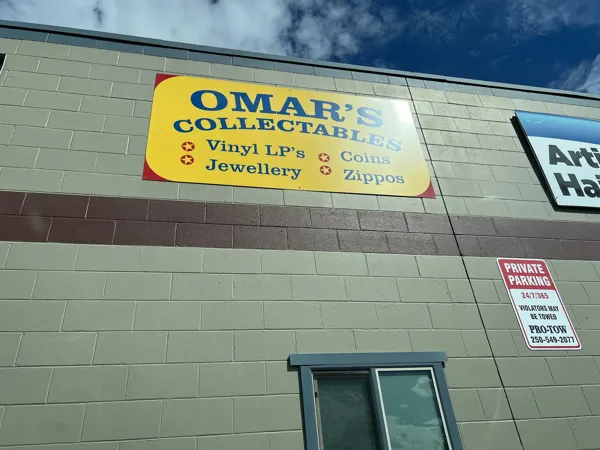 OMAR'S
COLLECTABLES
Vinyl LP's
Coins
Jewellery
Zippos
PRIVATE
PARKING
24/7/365
VIOLATORS MAY
BE TOWED
PRO-TOW
250-549-2077